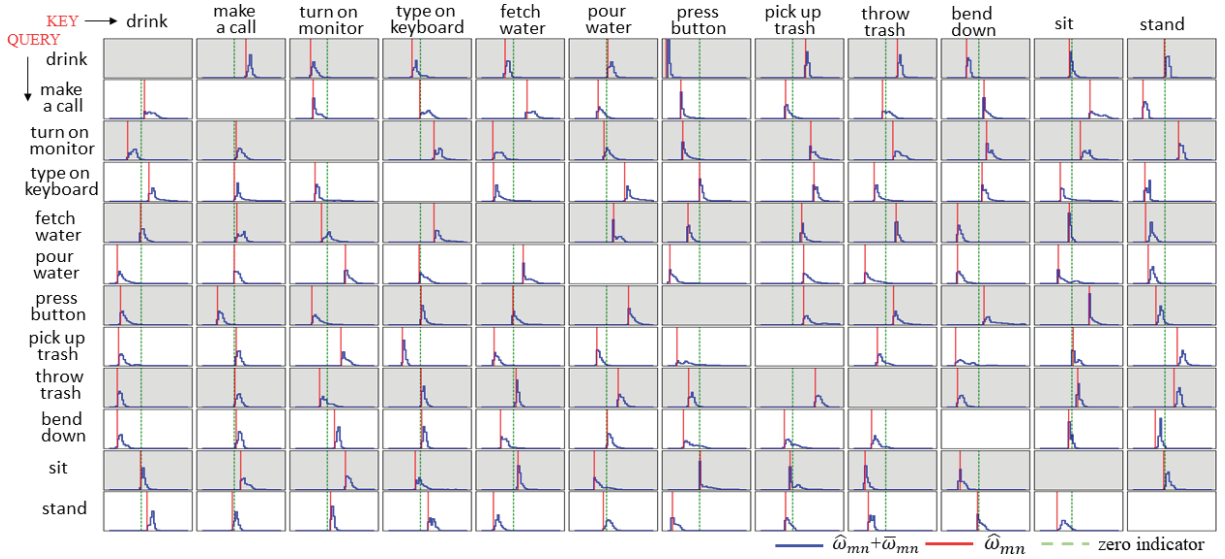 KEY
QUERY
drink
make
a call
turn on
monitor
type on
keyboard
fetch
water
pour
water
press
button
pick up
trash
throw
trash
bend
down
sit
stand
drink
make
a call
turn on
monitor
type on
keyboard
fetch
water
pour
water
press
button
pick up
trash
throw
trash
bend
down
sit
stand
ω̂ₘₙ+ω̄ₘₙ
ω̂ₘₙ
zero indicator